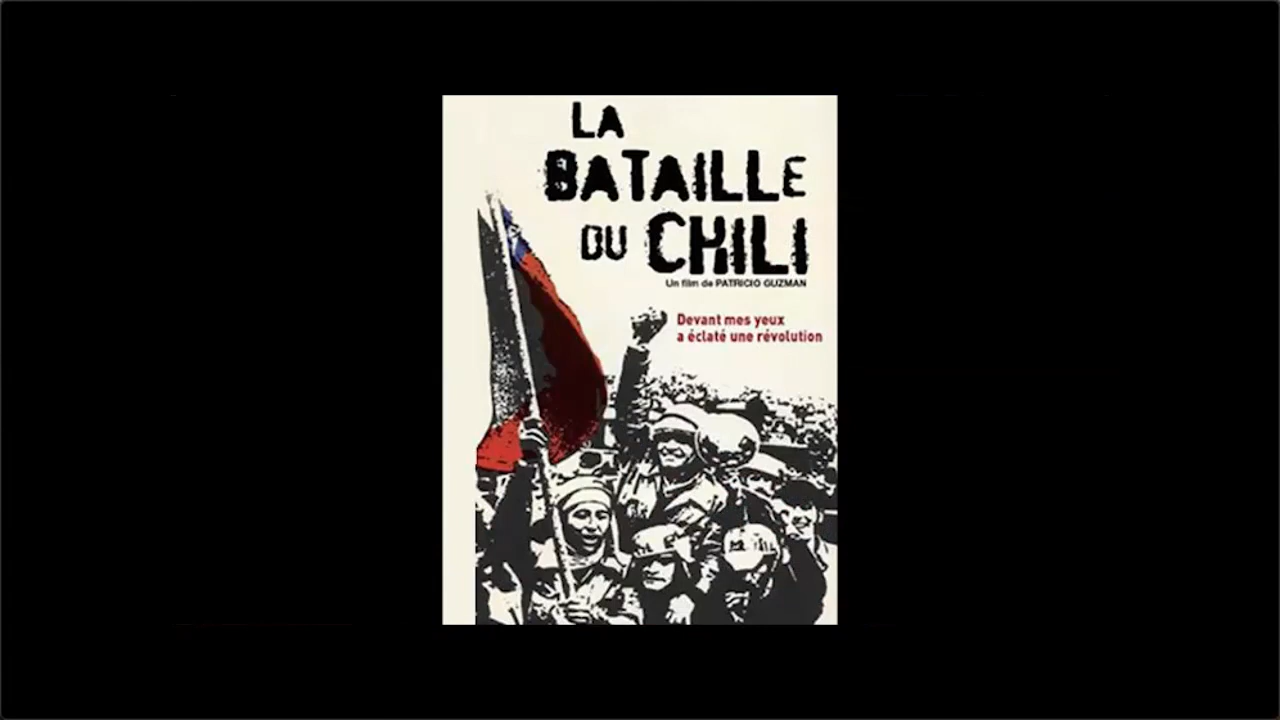 LA
BATAILLE
DU CHILI
Un film de PATRICIO GUZMAN
Devant mes yeux
a éclaté une révolution